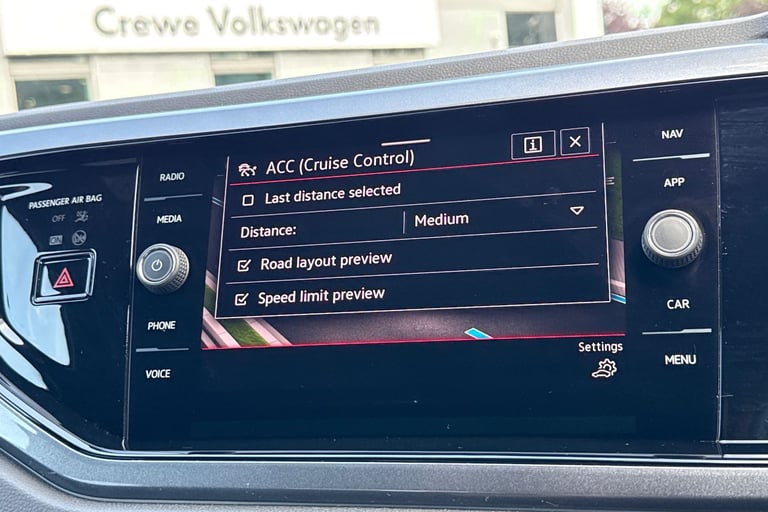 Crewe Volkswagen
ACC (Cruise Control)
Last distance selected
Distance: Medium
Road layout preview
Speed limit preview
Settings
PASSENGER AIR BAG
OFF
ON
RADIO
MEDIA
PHONE
VOICE
NAV
APP
CAR
MENU